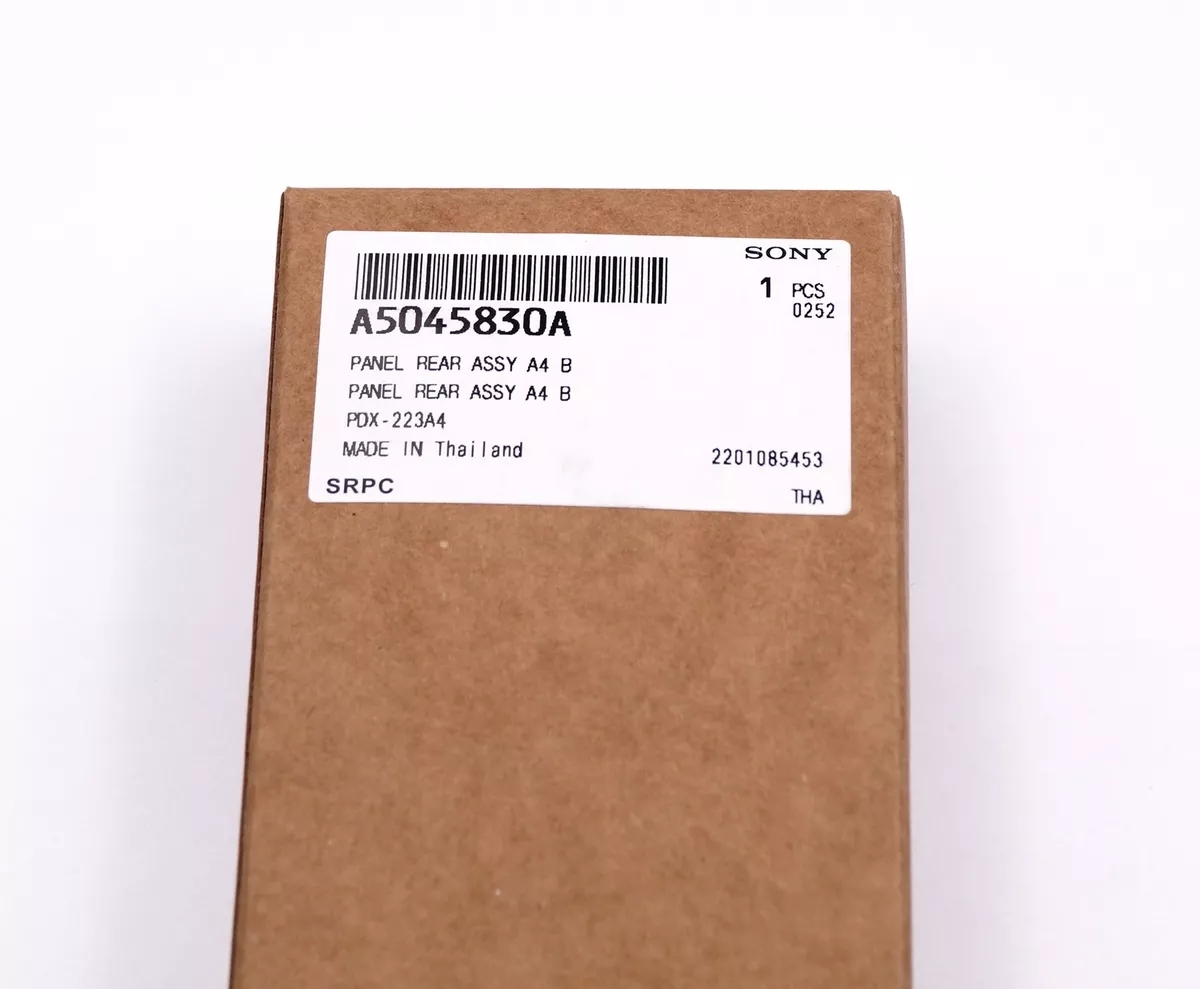 SONY
1 PCS
0252
A5045830A
PANEL REAR ASSY A4 B
PANEL REAR ASSY A4 B
PDX-223A4
MADE IN Thailand
2201085453
SRPC
THA